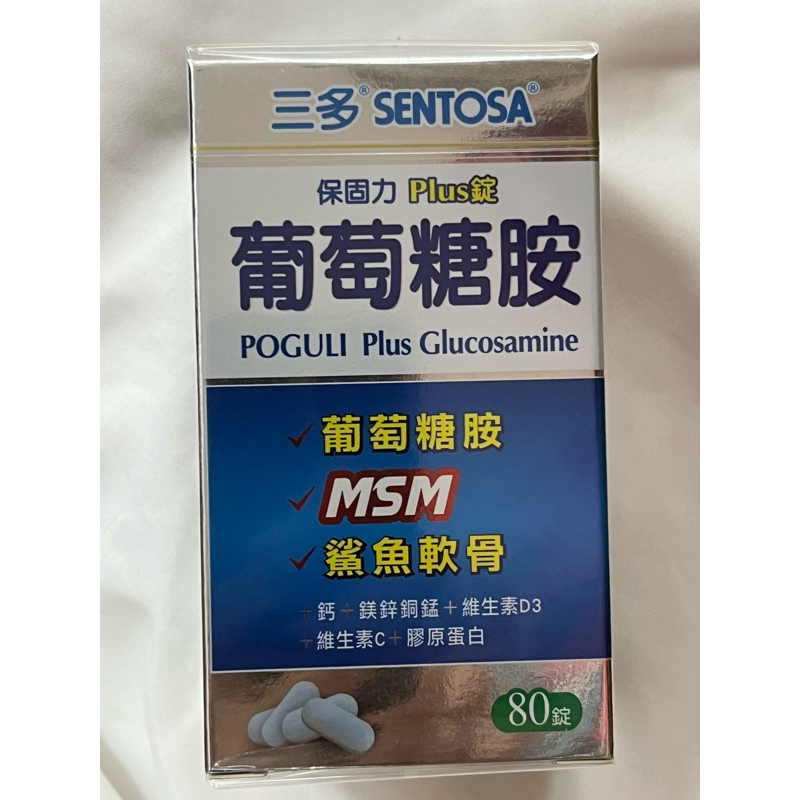 三多® SENTOSA®
保固力 Plus錠
葡萄糖胺
POGULI Plus Glucosamine
✓ 葡萄糖胺
✓ MSM
✓ 鯊魚軟骨
+鈣+鎂鋅銅錳+維生素D3
+維生素C+膠原蛋白
80錠